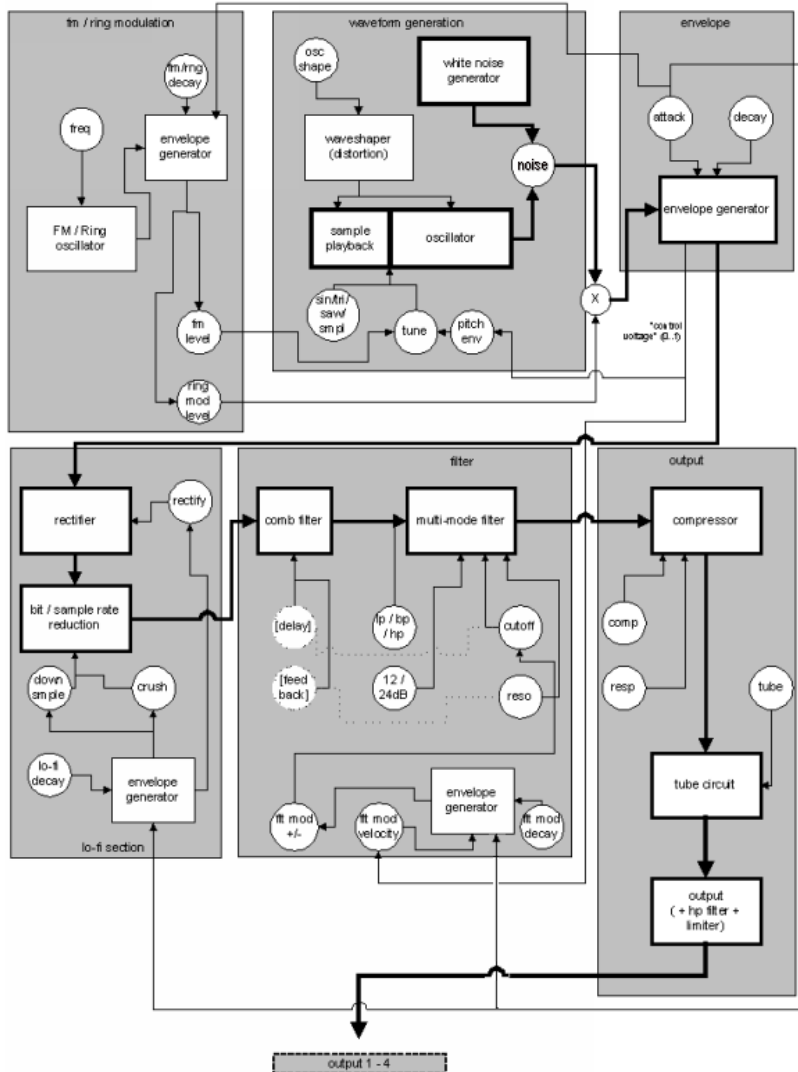 fm / ring modulation
fm/rng
decay
freq
envelope
generator
FM / Ring
oscillator
fm
level
ring
mod
level
waveform generation
osc
shape
white noise
generator
waveshaper
(distortion)
noise
sample
playback
oscillator
sin/tri/
saw/
smpl
tune
pitch
env
X
envelope
attack
decay
envelope generator
"control
voltage" (0..1)
rectifier
rectify
bit / sample rate
reduction
down
smple
crush
lo-fi
decay
envelope
generator
lo-fi section
filter
comb filter
multi-mode filter
[delay]
lp / bp
/ hp
cutoff
[feed
back]
12 /
24dB
reso
envelope
generator
flt mod
+/-
flt mod
velocity
flt mod
decay
output
compressor
comp
resp
tube
tube circuit
output
( + hp filter +
limiter)
output 1 - 4